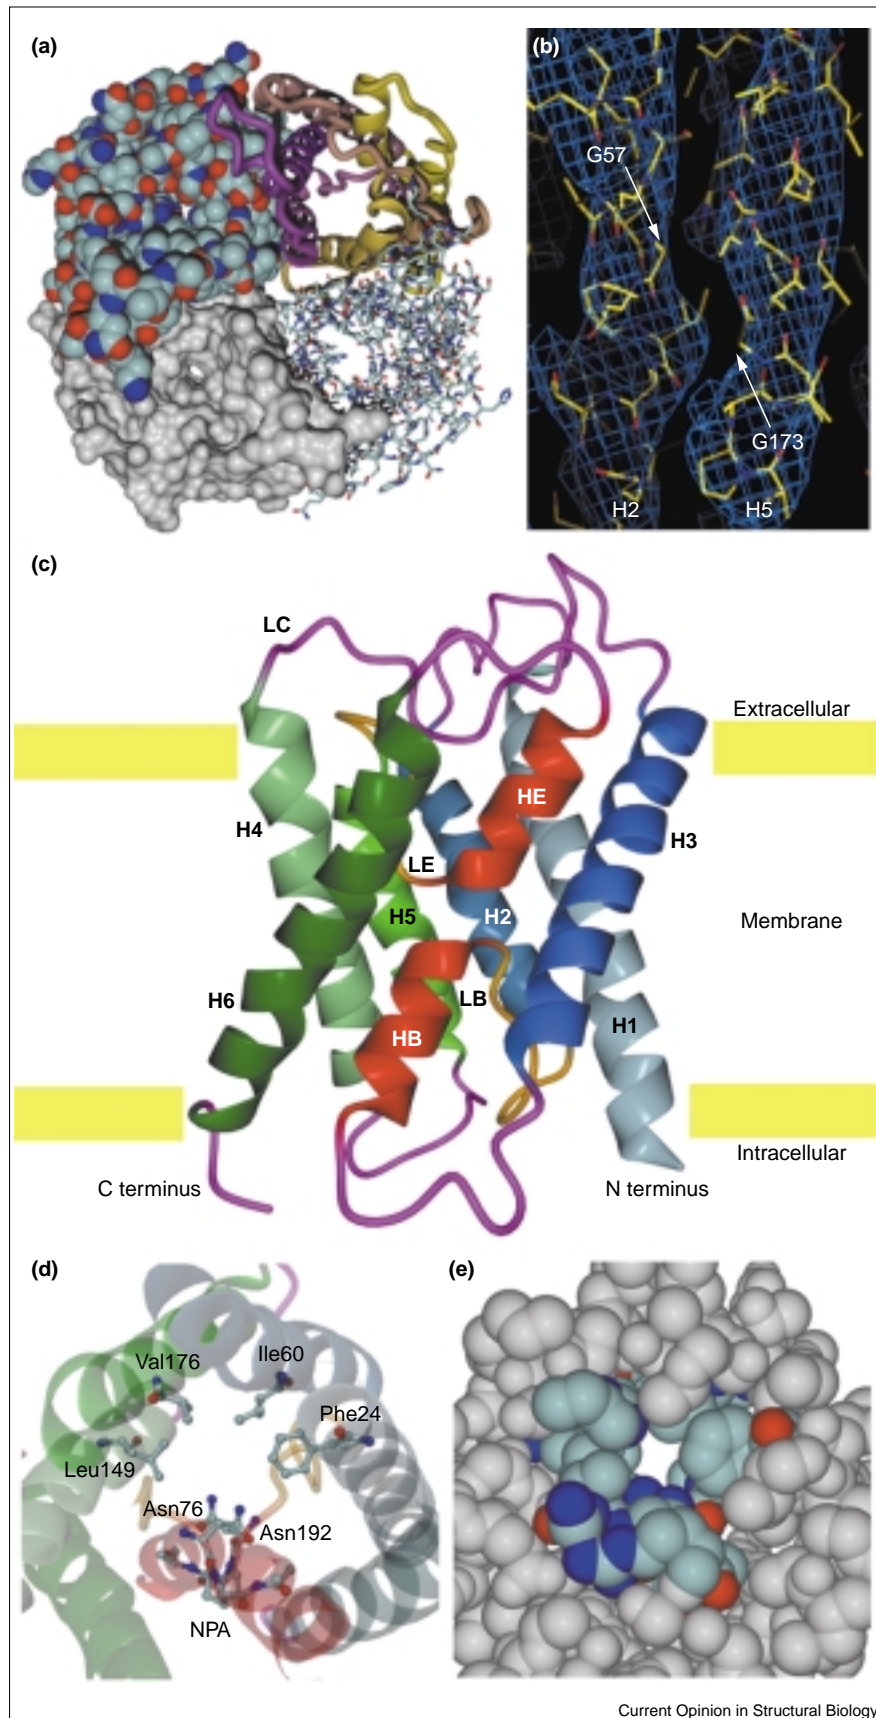 (a)
(b)
G57
G173
H2
H5
(c)
LC
Extracellular
HE
H4
H3
LE
H5
H2
Membrane
H6
LB
H1
HB
Intracellular
C terminus
N terminus
(d)
(e)
Val176
Ile60
Phe24
Leu149
Asn76
Asn192
NPA
Current Opinion in Structural Biology